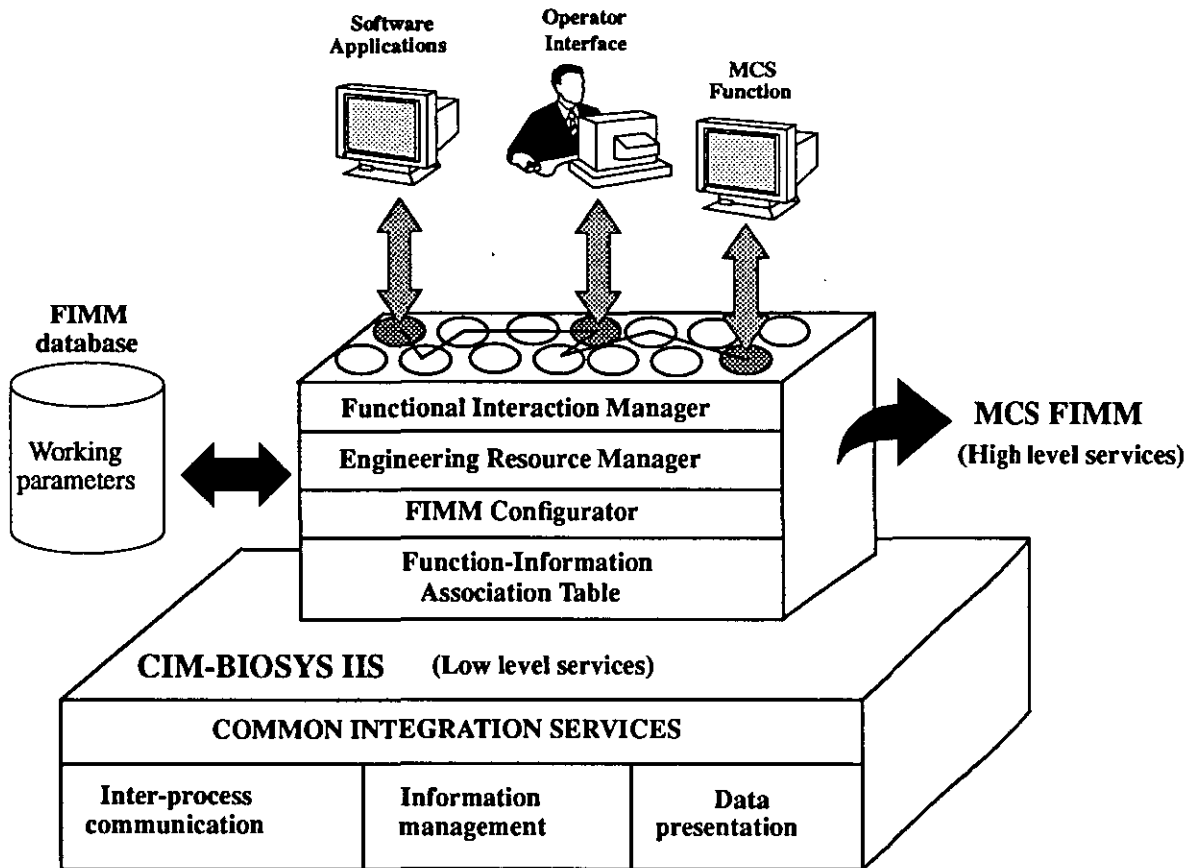 Software
Applications
Operator
Interface
MCS
Function
FIMM
database
Working
parameters
Functional Interaction Manager
Engineering Resource Manager
FIMM Configurator
Function-Information
Association Table
MCS FIMM
(High level services)
CIM-BIOSYS IIS (Low level services)
COMMON INTEGRATION SERVICES
Inter-process
communication
Information
management
Data
presentation